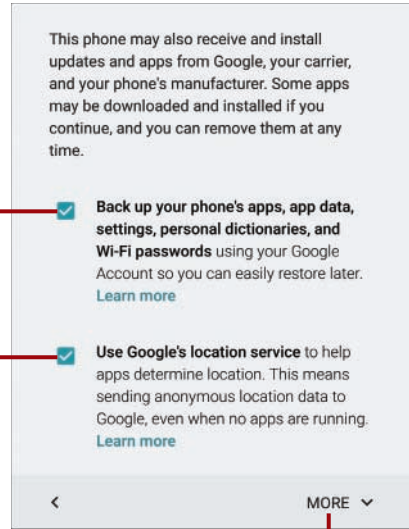 This phone may also receive and install
updates and apps from Google, your carrier,
and your phone's manufacturer. Some apps
may be downloaded and installed if you
continue, and you can remove them at any
time.
Back up your phone's apps, app data,
settings, personal dictionaries, and
Wi-Fi passwords using your Google
Account so you can easily restore later.
Learn more
Use Google's location service to help
apps determine location. This means
sending anonymous location data to
Google, even when no apps are running.
Learn more
MORE